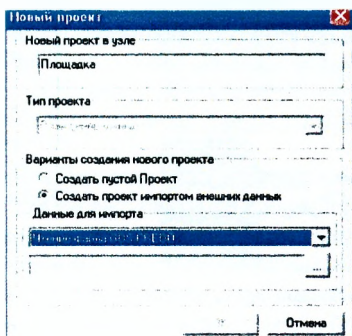 Новый проект
Новый проект в узле
Площадка
Тип проекта
Варианты создания нового проекта
Создать пустой Проект
Создать проект импортом внешних данных
Данные для импорта
...
Отмена